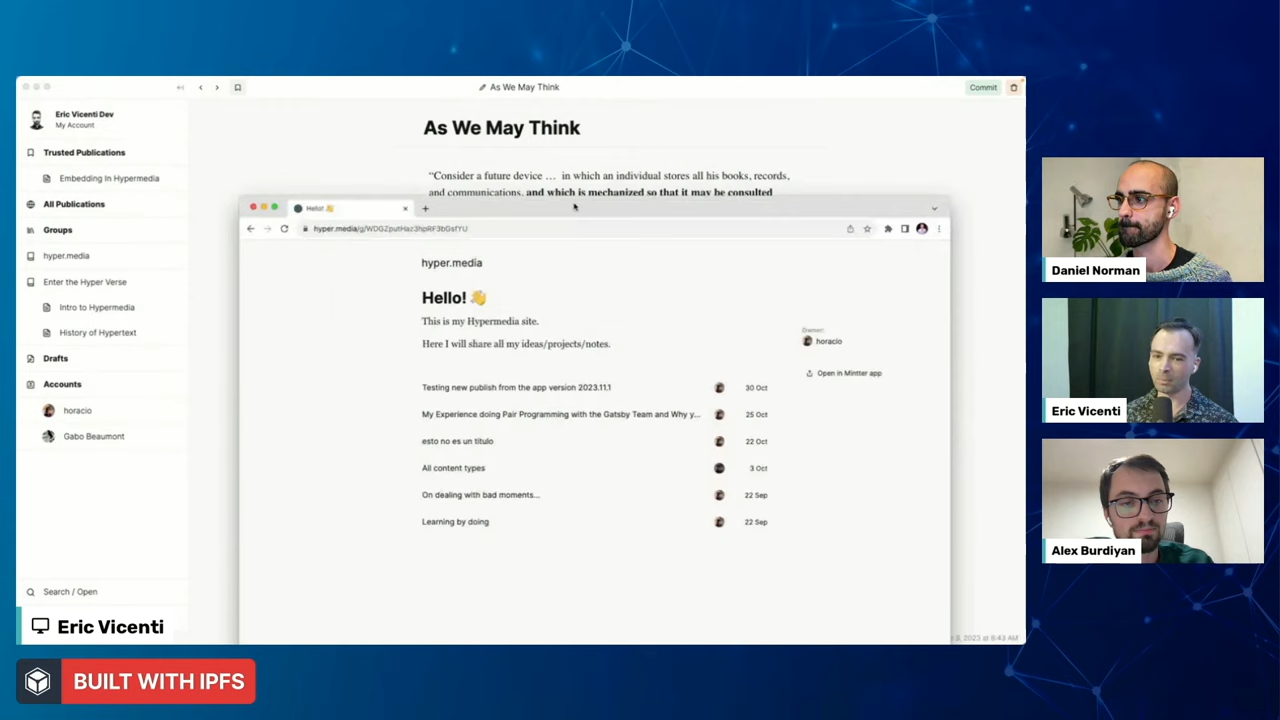 As We May Think
Commit
Eric Vicenti Dev
My Account
Trusted Publications
Embedding In Hypermedia
All Publications
Groups
hyper.media
Enter the Hyper Verse
Intro to Hypermedia
History of Hypertext
Drafts
Accounts
horacio
Gabo Beaumont
Search / Open
Eric Vicenti
As We May Think
“Consider a future device … in which an individual stores all his books, records,
and communications, and which is mechanized so that it may be consulted
Hello! 👋
hyper.media
Hello! 👋
This is my Hypermedia site.
Here I will share all my ideas/projects/notes.
Owner:
horacio
Open in Mintter app
Testing new publish from the app version 2023.11.1 30 Oct
My Experience doing Pair Programming with the Gatsby Team and Why y... 25 Oct
esto no es un titulo 22 Oct
All content types 3 Oct
On dealing with bad moments... 22 Sep
Learning by doing 22 Sep
2023 at 8:43 AM
Daniel Norman
Eric Vicenti
Alex Burdiyan
BUILT WITH IPFS